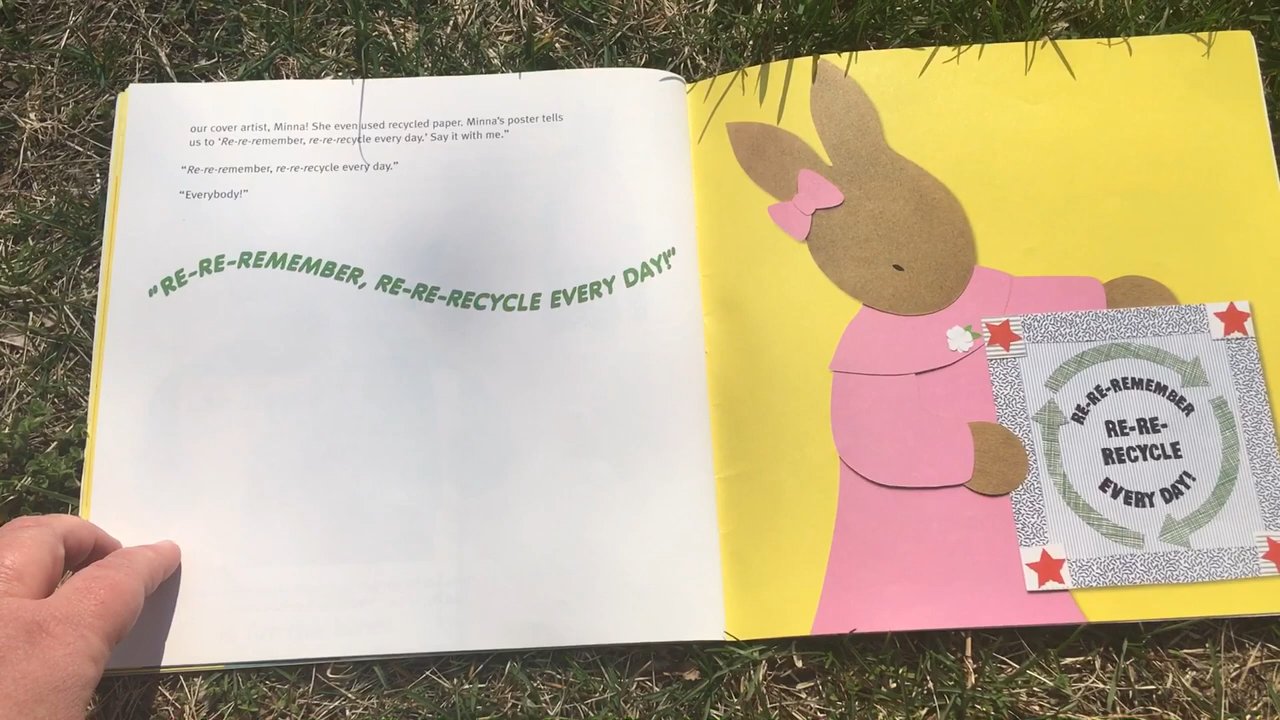 our cover artist, Minna! She even used recycled paper. Minna's poster tells
us to 'Re-re-remember, re-re-recycle every day.' Say it with me."
"Re-re-remember, re-re-recycle every day."
"Everybody!"
"RE-RE-REMEMBER, RE-RE-RECYCLE EVERY DAY!"
RE-RE-REMEMBER
RE-RE-
RECYCLE
EVERY DAY!